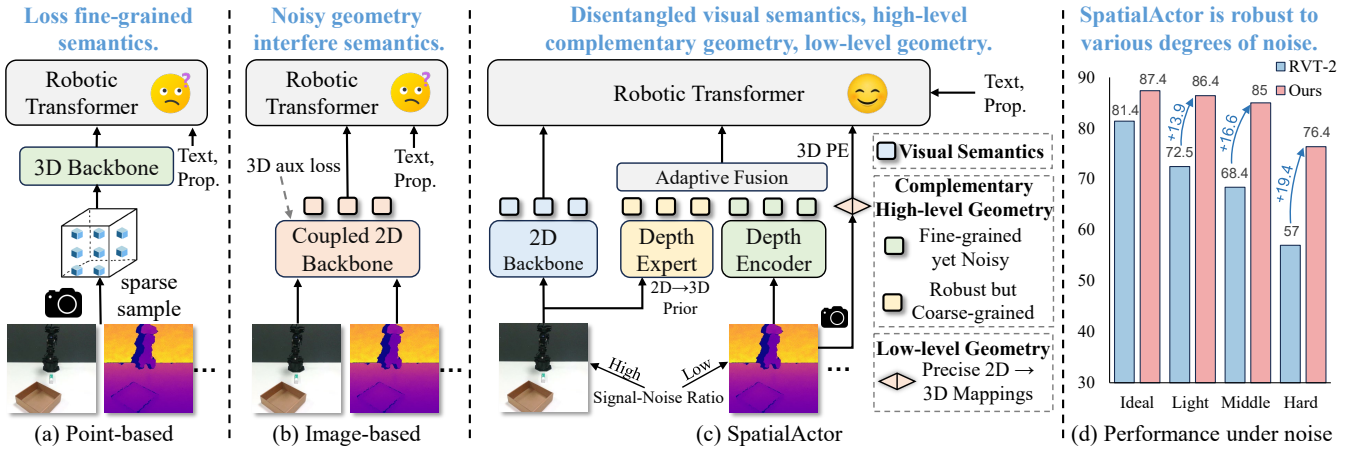 Loss fine-grained
semantics.
Robotic
Transformer
3D Backbone
Text,
Prop.
sparse
sample
...
(a) Point-based
Noisy geometry
interfere semantics.
Robotic
Transformer
3D aux loss
Text,
Prop.
Coupled 2D
Backbone
...
(b) Image-based
Disentangled visual semantics, high-level
complementary geometry, low-level geometry.
Robotic Transformer
Text,
Prop.
3D PE
Adaptive Fusion
2D
Backbone
Depth
Expert
Depth
Encoder
2D→3D
Prior
High
Low
Signal-Noise Ratio
...
Visual Semantics
Complementary
High-level Geometry
Fine-grained
yet Noisy
Robust but
Coarse-grained
Low-level Geometry
Precise 2D →
3D Mappings
(c) SpatialActor
SpatialActor is robust to
various degrees of noise.
RVT-2
Ours
90
80
70
60
50
40
30
81.4
87.4
72.5
+13.9
86.4
68.4
+16.6
85
57
+19.4
76.4
Ideal Light Middle Hard
(d) Performance under noise